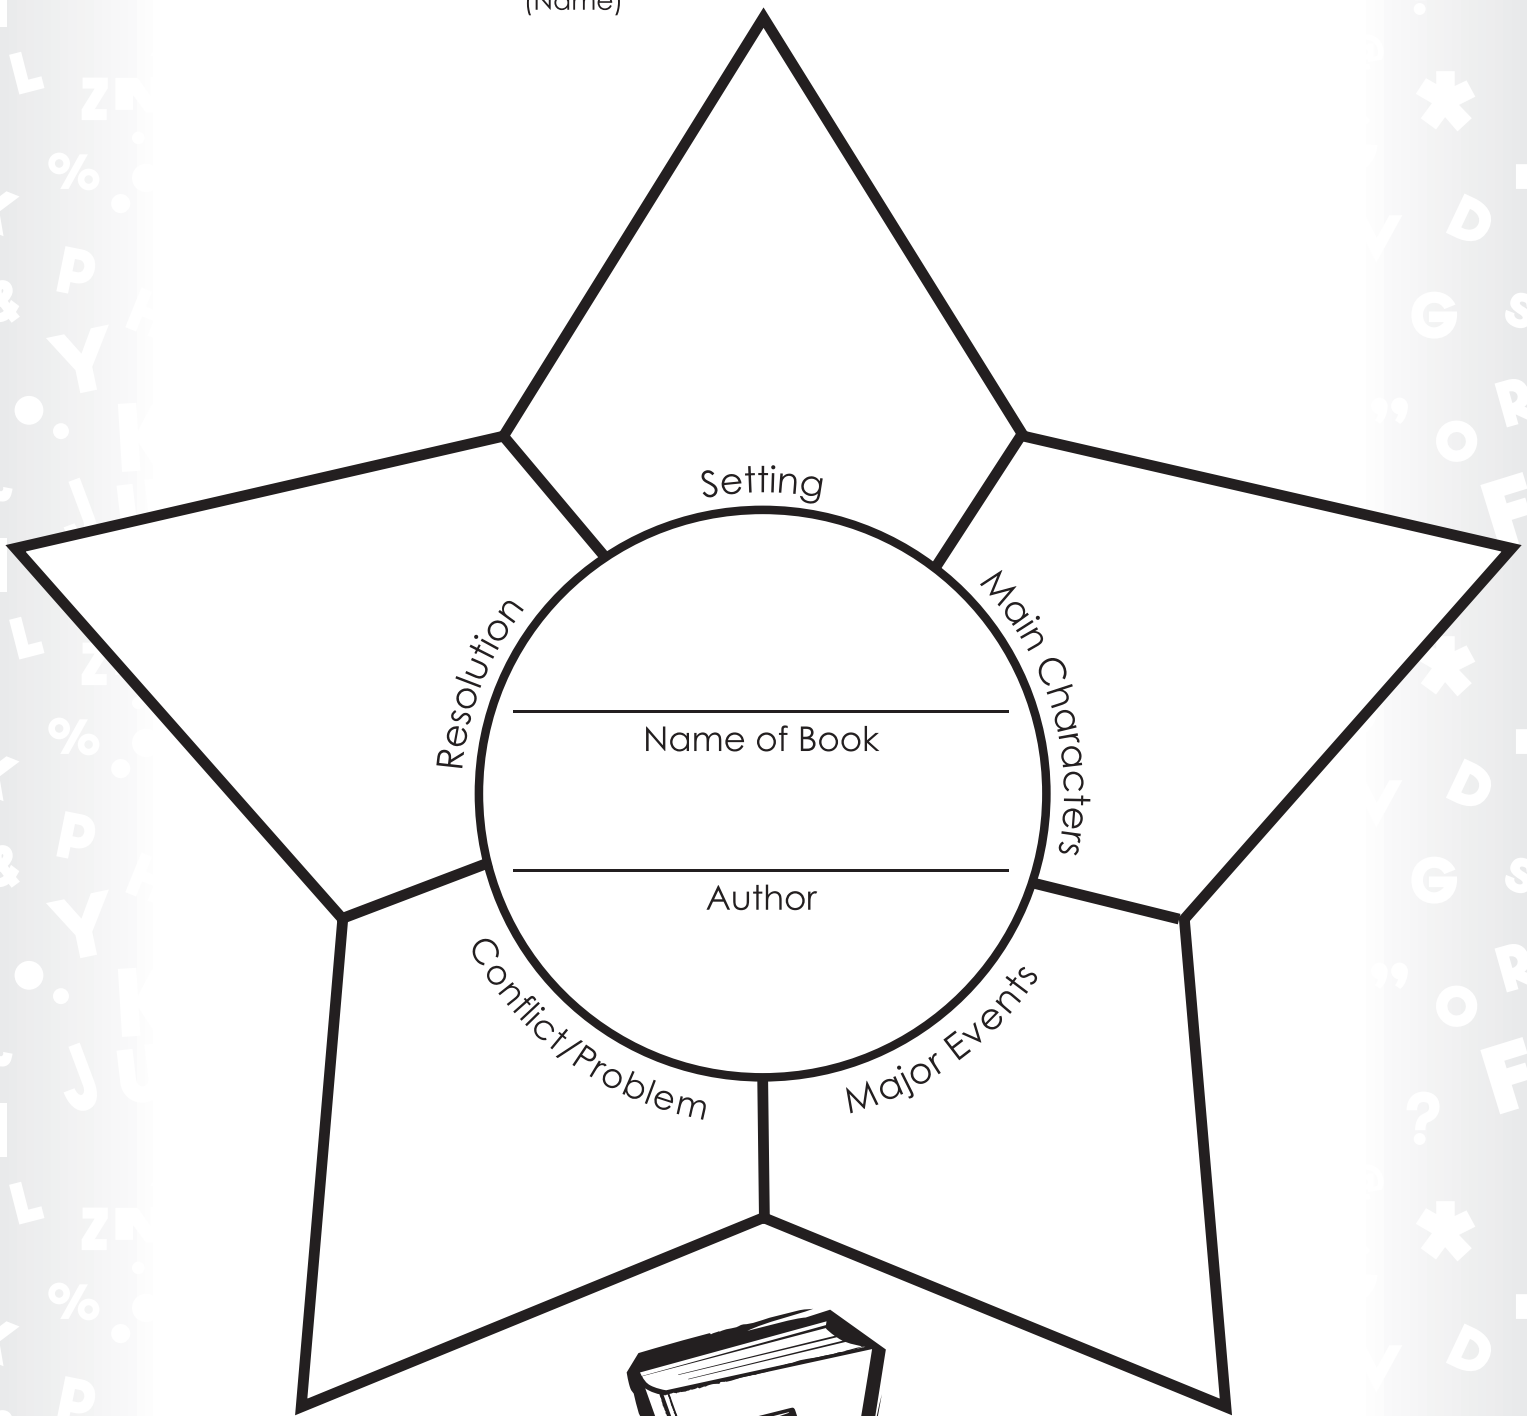 (Name)
Setting
Main Characters
Resolution
Name of Book
Author
Conflict/Problem
Major Events